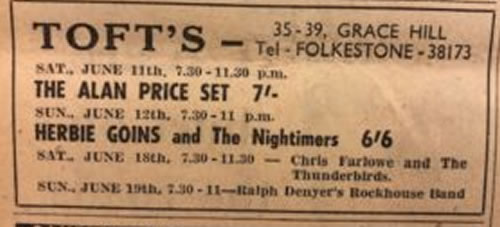 TOFT'S – 35-39, GRACE HILL
Tel - FOLKESTONE - 38173
SAT., JUNE 11th, 7.30 - 11.30 p.m.
THE ALAN PRICE SET 7/-
SUN., JUNE 12th, 7.30-11 p.m.
HERBIE GOINS and The Nightimers 6/6
SAT., JUNE 18th, 7.30-11.30 — Chris Farlowe and The
Thunderbirds.
SUN., JUNE 19th, 7.30 - 11—Ralph Denyer's Rockhouse Band